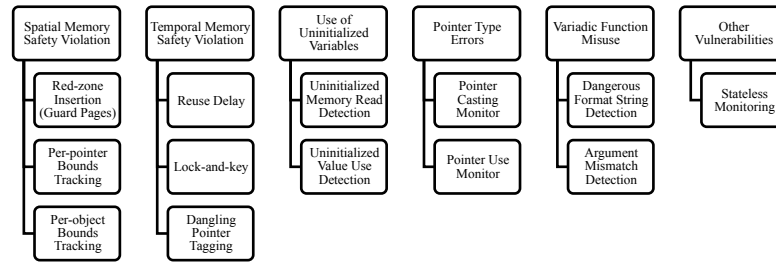 Spatial Memory
Safety Violation
Red-zone
Insertion
(Guard Pages)
Per-pointer
Bounds
Tracking
Per-object
Bounds
Tracking
Temporal Memory
Safety Violation
Reuse Delay
Lock-and-key
Dangling
Pointer
Tagging
Use of
Uninitialized
Variables
Uninitialized
Memory Read
Detection
Uninitialized
Value Use
Detection
Pointer Type
Errors
Pointer
Casting
Monitor
Pointer Use
Monitor
Variadic Function
Misuse
Dangerous
Format String
Detection
Argument
Mismatch
Detection
Other
Vulnerabilities
Stateless
Monitoring